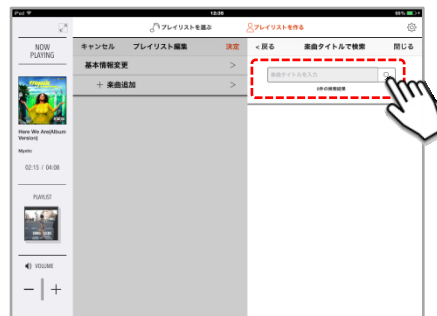 iPad
12:36
98%
プレイリストを選ぶ
プレイリストを作る
NOW
PLAYING
キャンセル プレイリスト編集 決定
< 戻る 楽曲タイトルで検索 閉じる
基本情報変更 >
楽曲タイトルを入力
0件の検索結果
＋ 楽曲追加 >
Here We Are(Album
Version)
Mystic
02:15 / 04:08
PLAYLIST
VOLUME
− | +